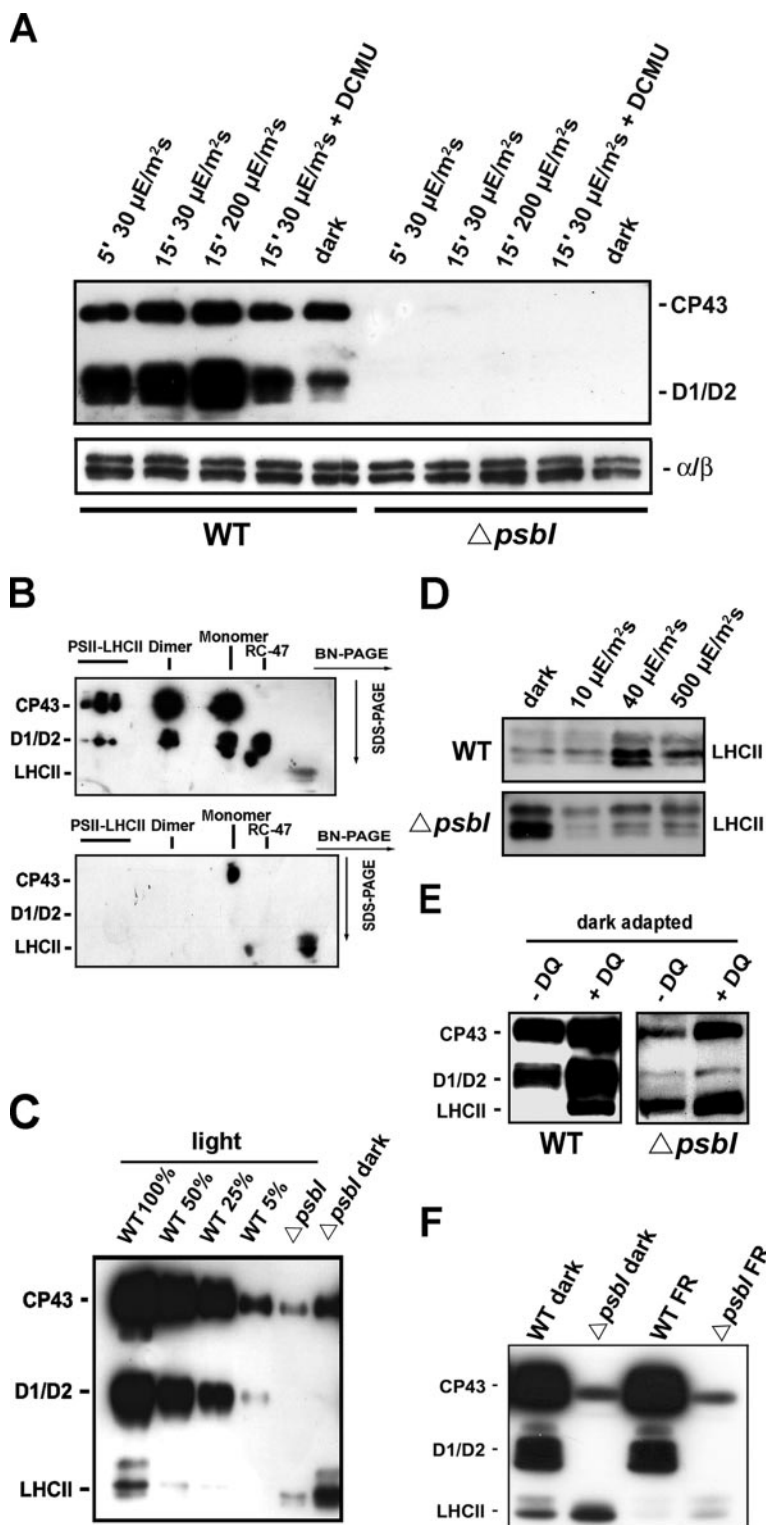 A
5' 30 µE/m²s
15' 30 µE/m²s
15' 200 µE/m²s
15' 30 µE/m²s + DCMU
dark
5' 30 µE/m²s
15' 30 µE/m²s
15' 200 µE/m²s
15' 30 µE/m²s + DCMU
dark
- CP43
- D1/D2
- α/β
WT
△psbI
B
PSII-LHCII Dimer Monomer RC-47 BN-PAGE
CP43 -
D1/D2 -
LHCII -
SDS-PAGE
PSII-LHCII Dimer Monomer RC-47 BN-PAGE
CP43 -
D1/D2 -
LHCII -
SDS-PAGE
C
light
WT 100%
WT 50%
WT 25%
WT 5%
△psbI
△psbI dark
CP43 -
D1/D2 -
LHCII -
D
dark
10 µE/m²s
40 µE/m²s
500 µE/m²s
WT LHCII
△psbI LHCII
E
dark adapted
- DQ
+ DQ
- DQ
+ DQ
CP43 -
D1/D2 -
LHCII -
WT
△psbI
F
WT dark
△psbI dark
WT FR
△psbI FR
CP43 -
D1/D2 -
LHCII -